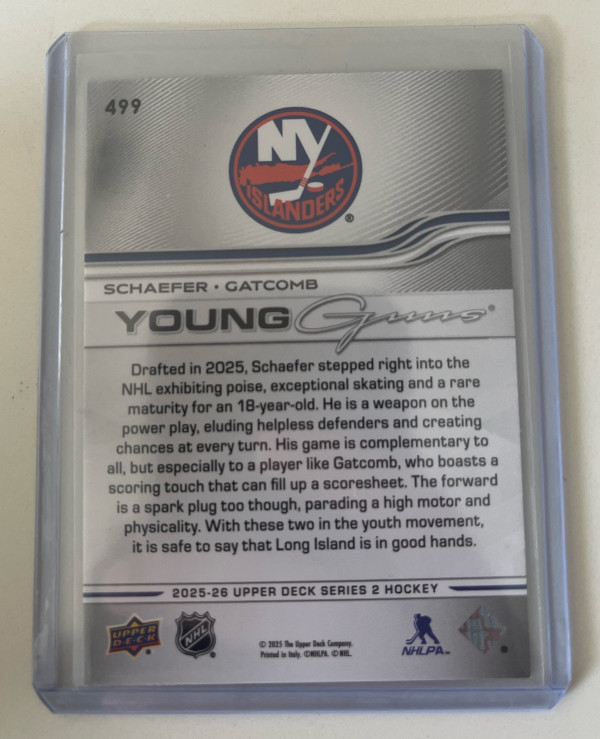 499
NY
ISLANDERS
®
SCHAEFER • GATCOMB
YOUNG Guns®
Drafted in 2025, Schaefer stepped right into the
NHL exhibiting poise, exceptional skating and a rare
maturity for an 18-year-old. He is a weapon on the
power play, eluding helpless defenders and creating
chances at every turn. His game is complementary to
all, but especially to a player like Gatcomb, who boasts a
scoring touch that can fill up a scoresheet. The forward
is a spark plug too though, parading a high motor and
physicality. With these two in the youth movement,
it is safe to say that Long Island is in good hands.
2025-26 UPPER DECK SERIES 2 HOCKEY
UPPER
D·E·C·K
NHL
© 2025 The Upper Deck Company.
Printed in Italy. ©NHLPA. ©NHL.
NHLPA™
®